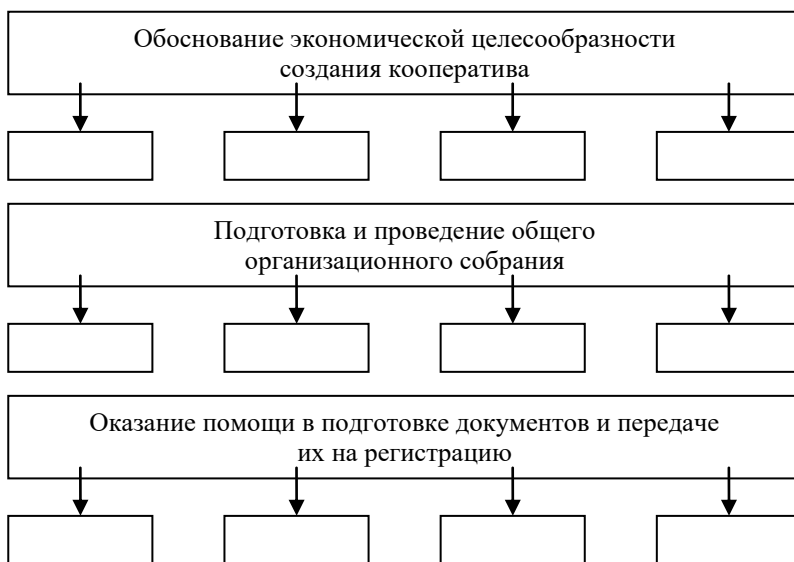 Обоснование экономической целесообразности
создания кооператива
Подготовка и проведение общего
организационного собрания
Оказание помощи в подготовке документов и передаче
их на регистрацию